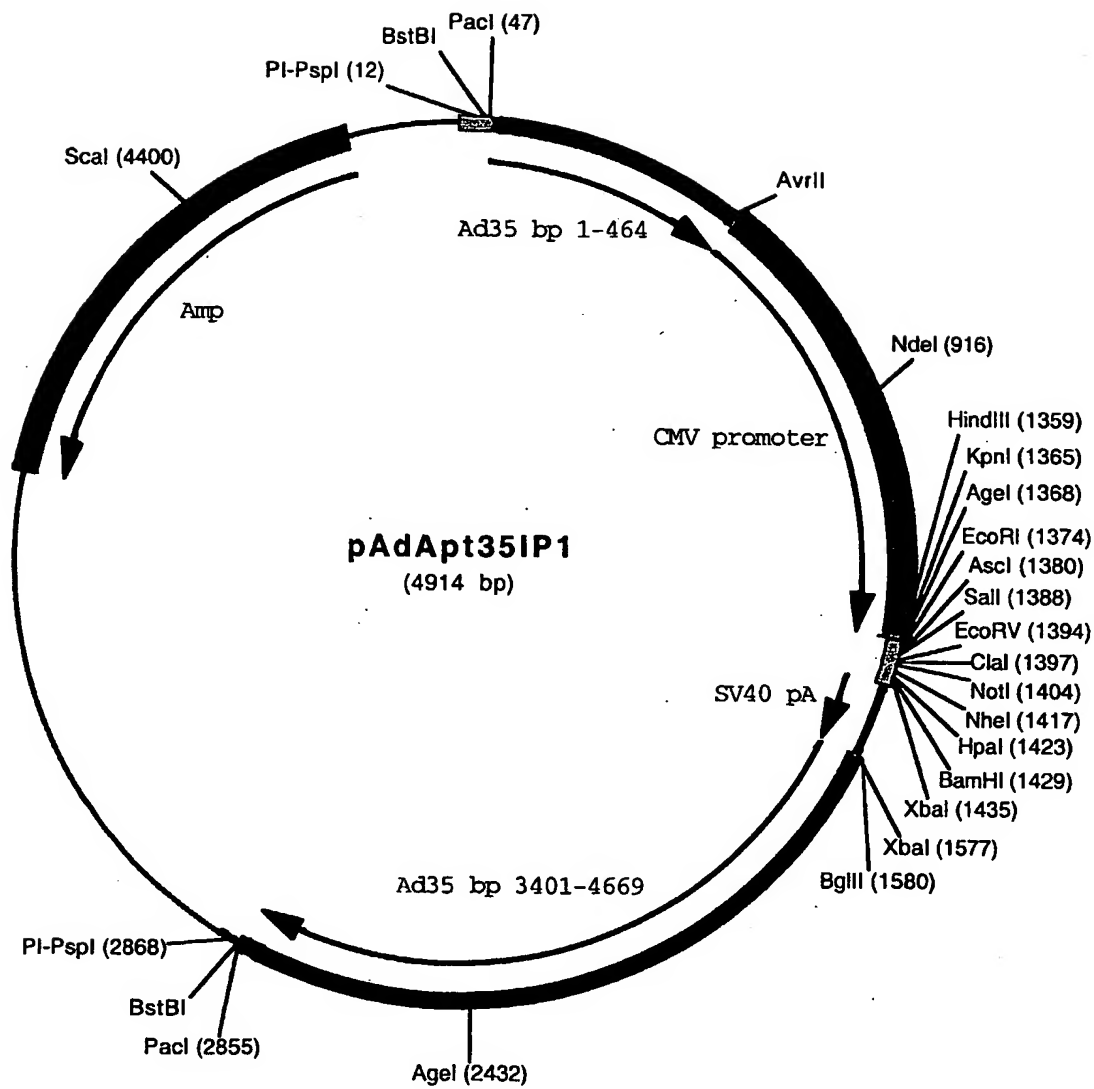 PacI (47)
BstBI
PI-PspI (12)
ScaI (4400)
AvrII
Ad35 bp 1-464
Amp
NdeI (916)
HindIII (1359)
CMV promoter
KpnI (1365)
AgeI (1368)
EcoRI (1374)
pAdApt35IP1
AscI (1380)
(4914 bp)
SalI (1388)
EcoRV (1394)
ClaI (1397)
SV40 pA
NotI (1404)
NheI (1417)
HpaI (1423)
BamHI (1429)
XbaI (1435)
XbaI (1577)
BglII (1580)
Ad35 bp 3401-4669
PI-PspI (2868)
BstBI
PacI (2855)
AgeI (2432)